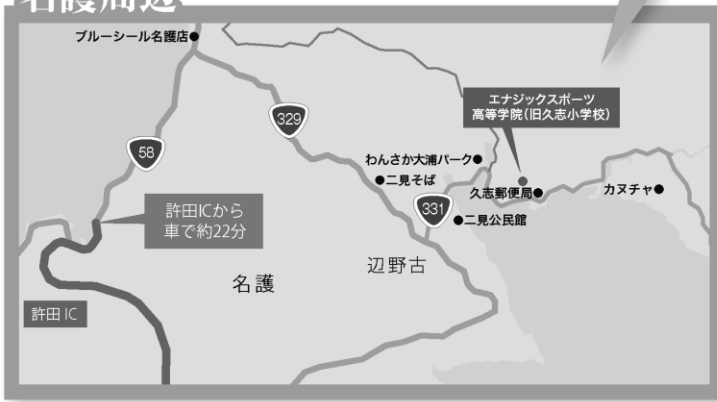 名護周辺
ブルーシール名護店
エナジックスポーツ
高等学院(旧久志小学校)
329
58
わんさか大浦パーク
二見そば
久志郵便局
カヌチャ
331
二見公民館
許田ICから
車で約22分
辺野古
名護
許田 IC